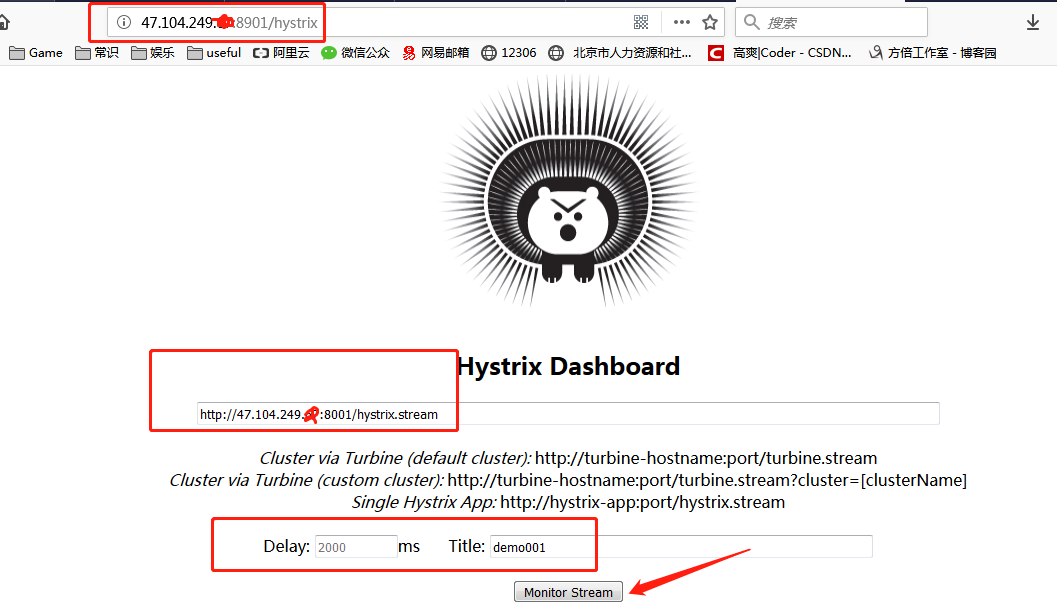 47.104.249. 8901/hystrix
搜索
Game 常识 娱乐 useful 阿里云 微信公众 网易邮箱 12306 北京市人力资源和社... 高爽|Coder - CSDN... 方倍工作室 - 博客园
Hystrix Dashboard
http://47.104.249. :8001/hystrix.stream
Cluster via Turbine (default cluster): http://turbine-hostname:port/turbine.stream
Cluster via Turbine (custom cluster): http://turbine-hostname:port/turbine.stream?cluster=[clusterName]
Single Hystrix App: http://hystrix-app:port/hystrix.stream
Delay: 2000 ms Title: demo001
Monitor Stream